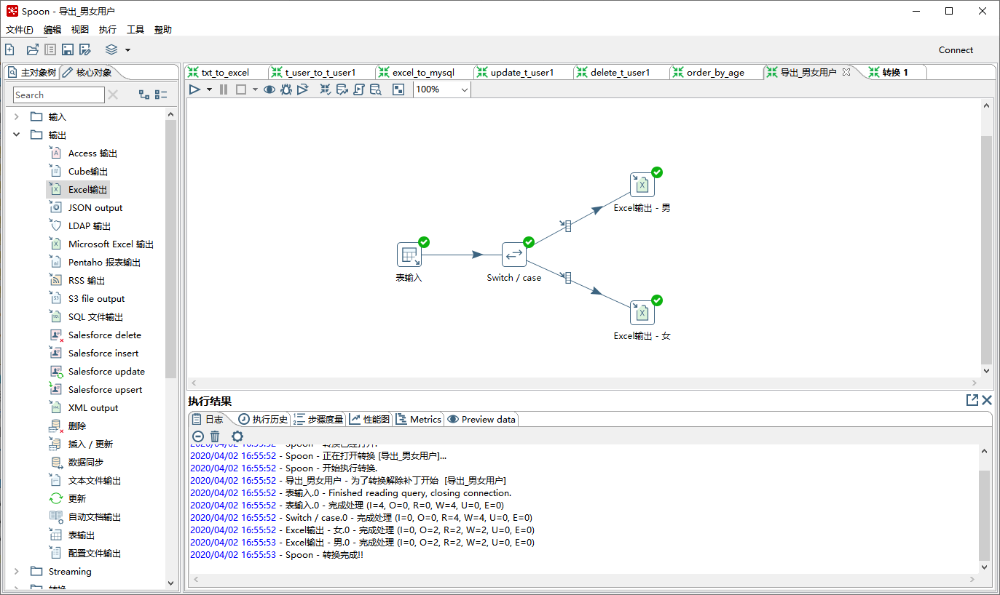 Spoon - 导出_男女用户
文件(F) 编辑 视图 执行 工具 帮助
Connect
主对象树 核心对象
Search
输入
输出
Access 输出
Cube输出
Excel输出
JSON output
LDAP 输出
Microsoft Excel 输出
Pentaho 报表输出
RSS 输出
S3 file output
SQL 文件输出
Salesforce delete
Salesforce insert
Salesforce update
Salesforce upsert
XML output
删除
插入 / 更新
数据同步
文本文件输出
更新
自动文档输出
表输出
配置文件输出
Streaming
转换
txt_to_excel t_user_to_t_user1 excel_to_mysql update_t_user1 delete_t_user1 order_by_age 导出_男女用户 转换 1
100%
Excel输出 - 男
表输入
Switch / case
Excel输出 - 女
执行结果
日志 执行历史 步骤度量 性能图 Metrics Preview data
2020/04/02 16:55:52 - Spoon - 转换已经打开.
2020/04/02 16:55:52 - Spoon - 正在打开转换 [导出_男女用户]...
2020/04/02 16:55:52 - Spoon - 开始执行转换.
2020/04/02 16:55:52 - 导出_男女用户 - 为了转换解除补丁开始 [导出_男女用户]
2020/04/02 16:55:52 - 表输入.0 - Finished reading query, closing connection.
2020/04/02 16:55:52 - 表输入.0 - 完成处理 (I=4, O=0, R=0, W=4, U=0, E=0)
2020/04/02 16:55:52 - Switch / case.0 - 完成处理 (I=0, O=0, R=4, W=4, U=0, E=0)
2020/04/02 16:55:52 - Excel输出 - 女.0 - 完成处理 (I=0, O=2, R=2, W=2, U=0, E=0)
2020/04/02 16:55:53 - Excel输出 - 男.0 - 完成处理 (I=0, O=2, R=2, W=2, U=0, E=0)
2020/04/02 16:55:53 - Spoon - 转换完成!!